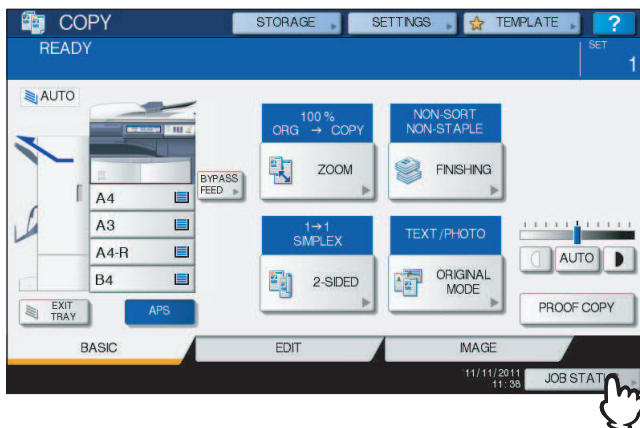 COPY
STORAGE
SETTINGS
TEMPLATE
?
READY
SET
1
AUTO
100 %
ORG → COPY
NON-SORT
NON-STAPLE
ZOOM
FINISHING
BYPASS
FEED
A4
A3
A4-R
B4
1→1
SIMPLEX
TEXT/PHOTO
2-SIDED
ORIGINAL
MODE
AUTO
EXIT
TRAY
APS
PROOF COPY
BASIC
EDIT
IMAGE
11/11/2011
11:38
JOB STAT